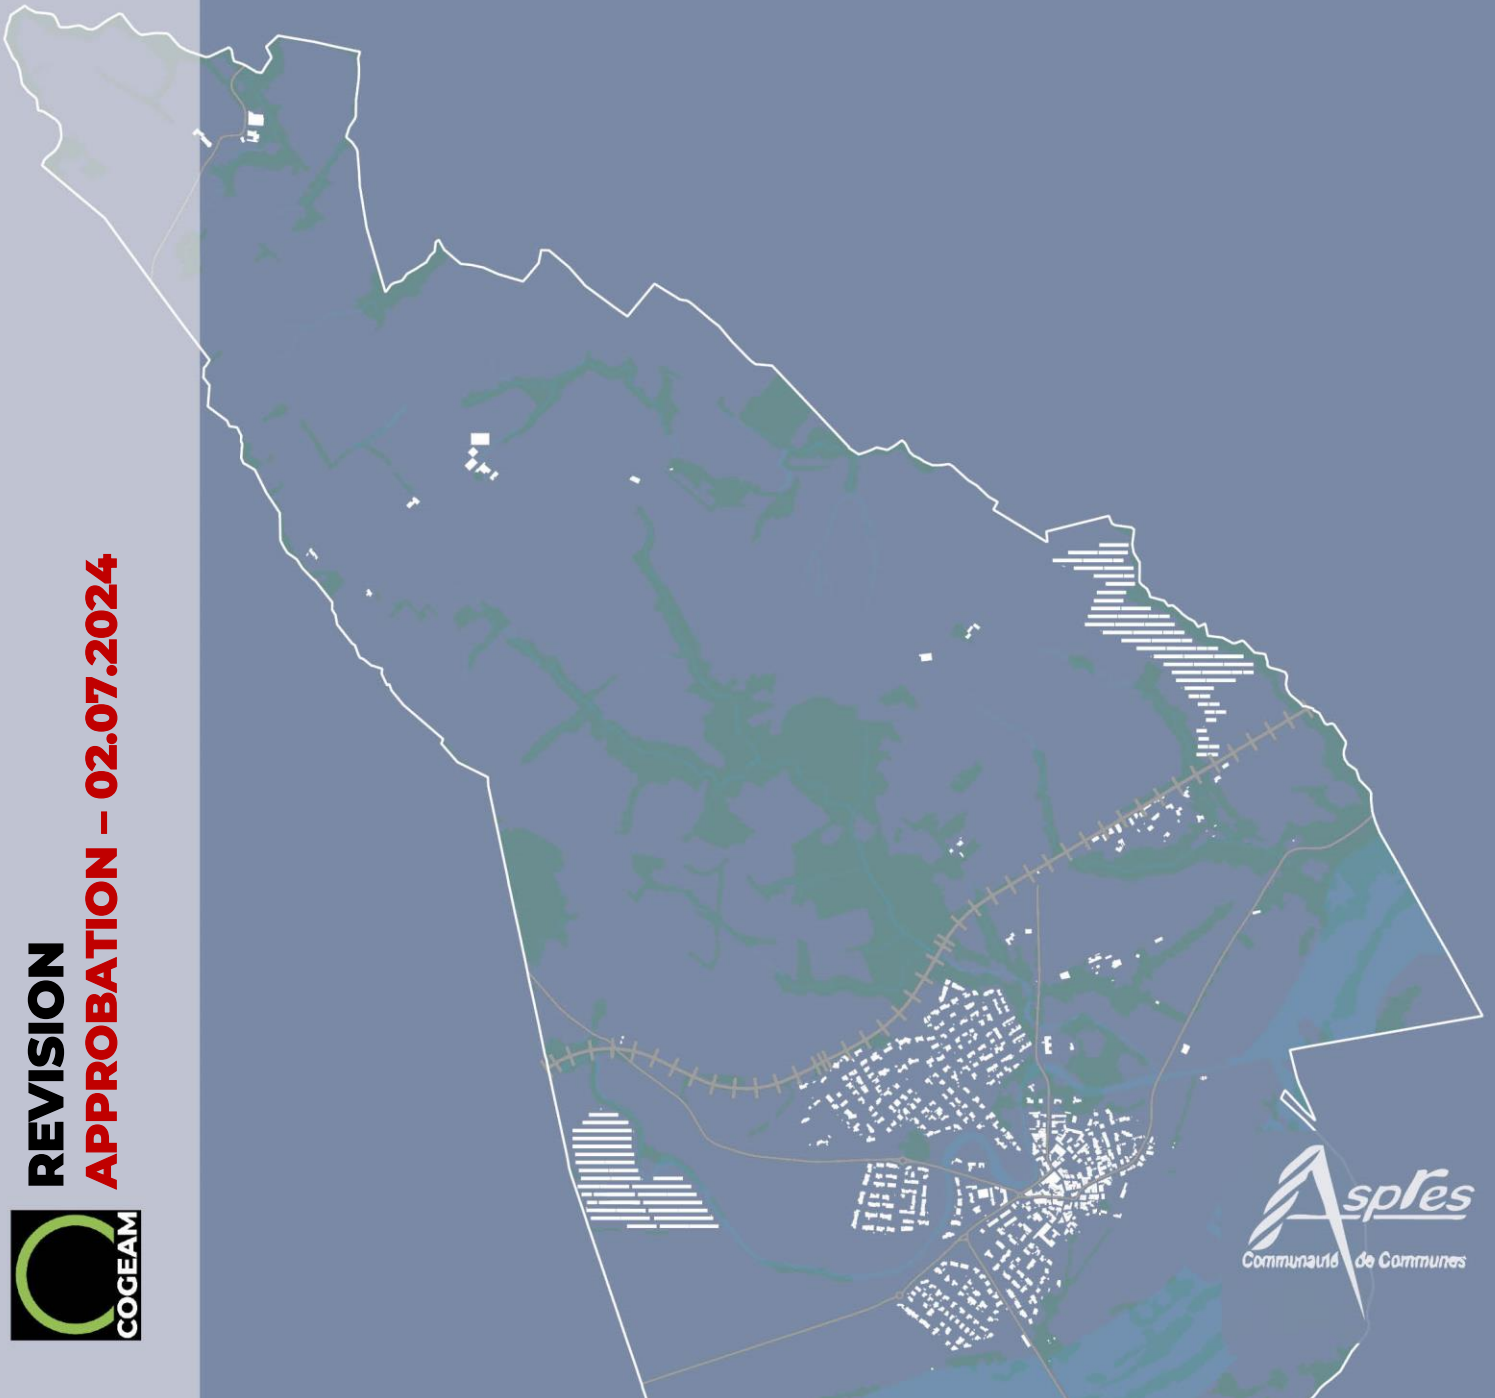 REVISION
APPROBATION – 02.07.2024
COGEAM
Aspres
Communauté de Communes